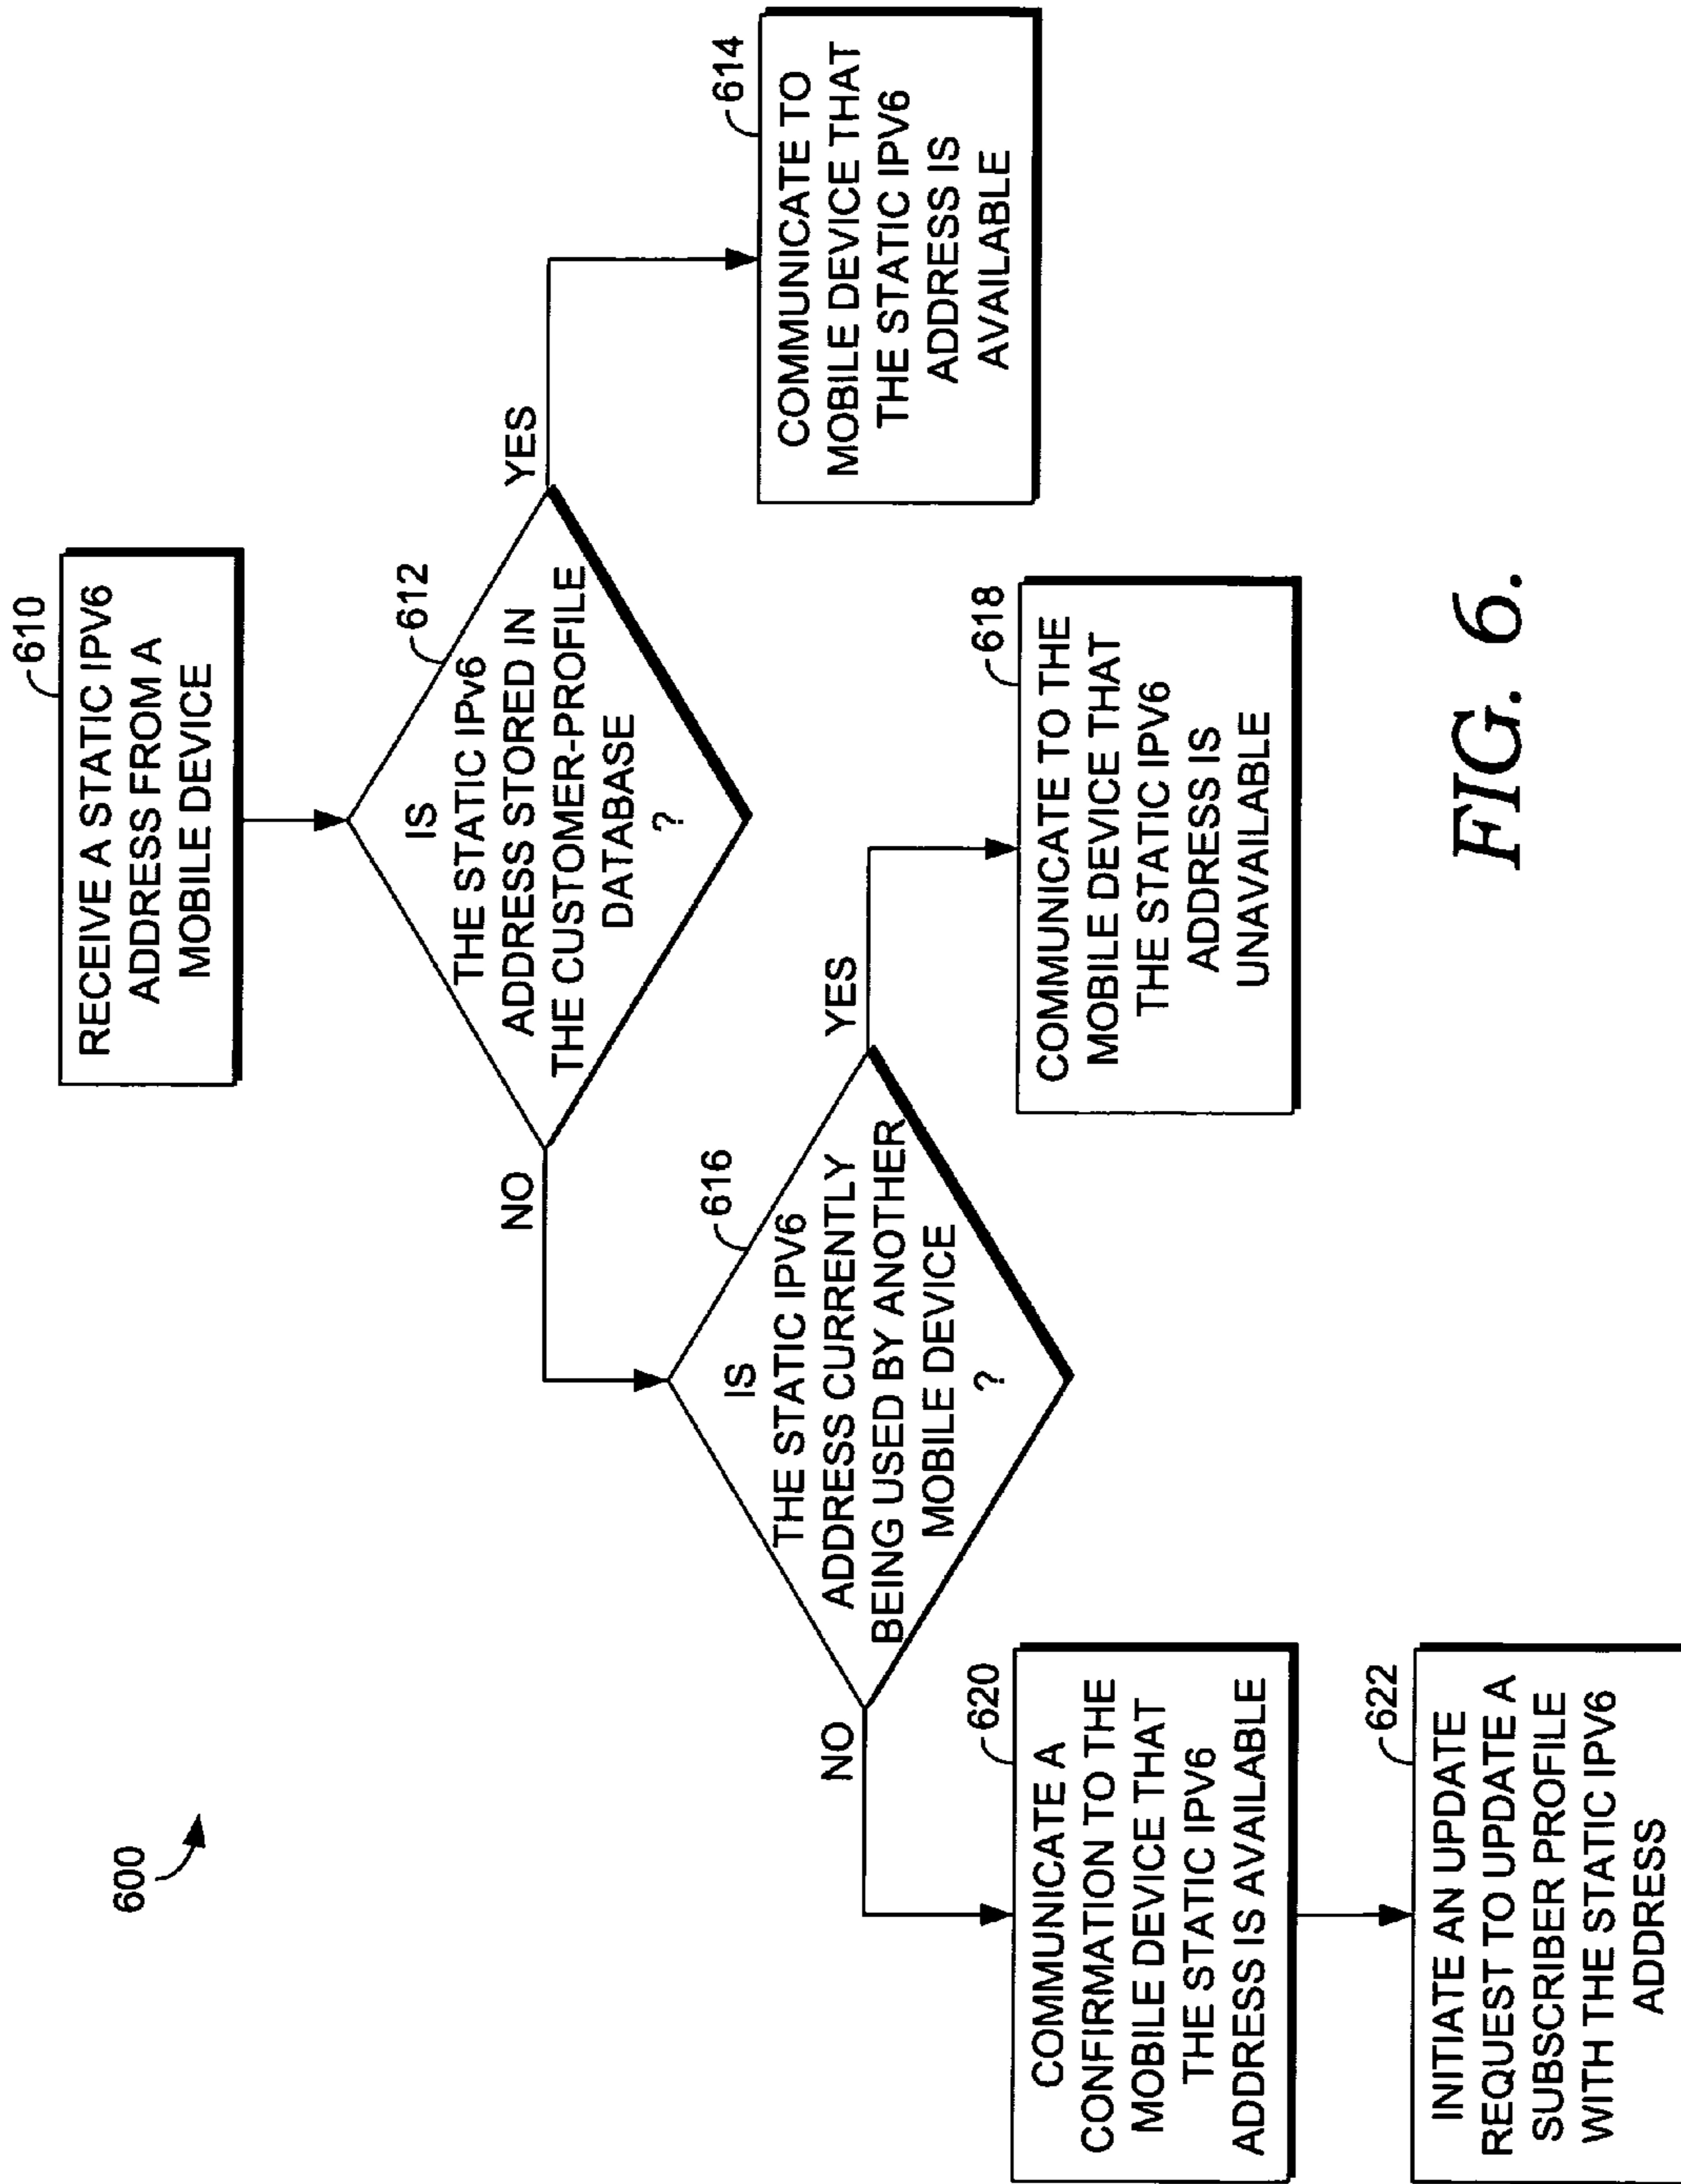 600
610
RECEIVE A STATIC IPV6
ADDRESS FROM A
MOBILE DEVICE
612
IS
THE STATIC IPv6
ADDRESS STORED IN
THE CUSTOMER-PROFILE
DATABASE
?
YES
614
COMMUNICATE TO
MOBILE DEVICE THAT
THE STATIC IPV6
ADDRESS IS
AVAILABLE
NO
616
IS
THE STATIC IPV6
ADDRESS CURRENTLY
BEING USED BY ANOTHER
MOBILE DEVICE
?
YES
618
COMMUNICATE TO THE
MOBILE DEVICE THAT
THE STATIC IPV6
ADDRESS IS
UNAVAILABLE
NO
620
COMMUNICATE A
CONFIRMATION TO THE
MOBILE DEVICE THAT
THE STATIC IPV6
ADDRESS IS AVAILABLE
622
INITIATE AN UPDATE
REQUEST TO UPDATE A
SUBSCRIBER PROFILE
WITH THE STATIC IPV6
ADDRESS
FIG. 6.